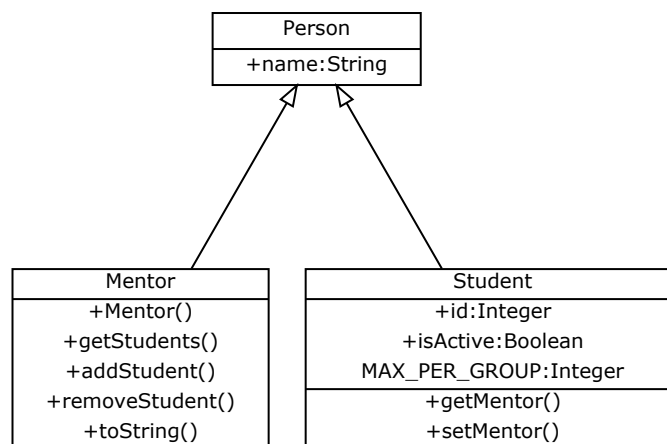 Person
+name:String
Mentor
+Mentor()
+getStudents()
+addStudent()
+removeStudent()
+toString()
Student
+id:Integer
+isActive:Boolean
MAX_PER_GROUP:Integer
+getMentor()
+setMentor()